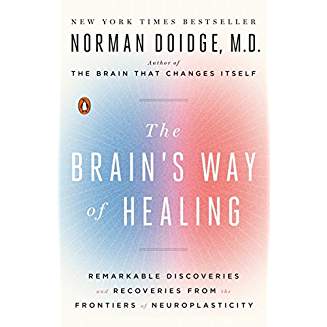 NEW YORK TIMES BESTSELLER
NORMAN DOIDGE, M.D.
Author of
THE BRAIN THAT CHANGES ITSELF
The
BRAIN'S WAY
of HEALING
REMARKABLE DISCOVERIES
and RECOVERIES FROM the
FRONTIERS of NEUROPLASTICITY